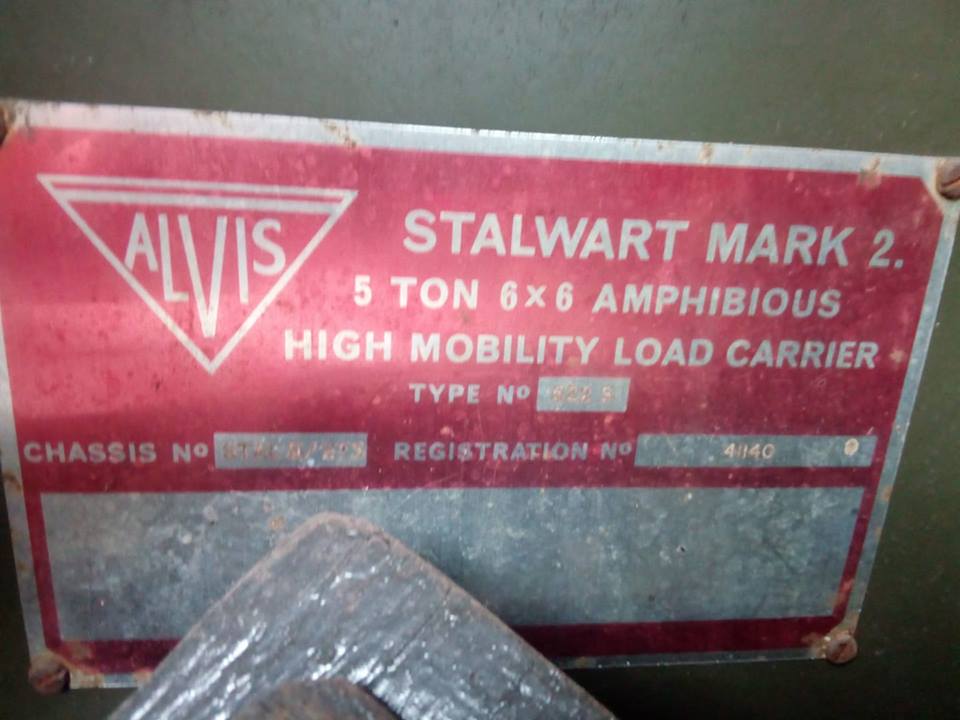 ALVIS
STALWART MARK 2.
5 TON 6×6 AMPHIBIOUS
HIGH MOBILITY LOAD CARRIER
TYPE Nº
CHASSIS Nº REGISTRATION Nº 41140